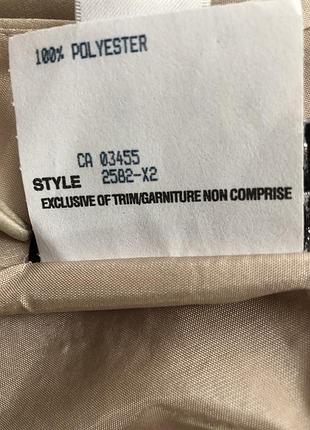 100% POLYESTER
CA 03455
STYLE 2582-X2
EXCLUSIVE OF TRIM/GARNITURE NON COMPRISE